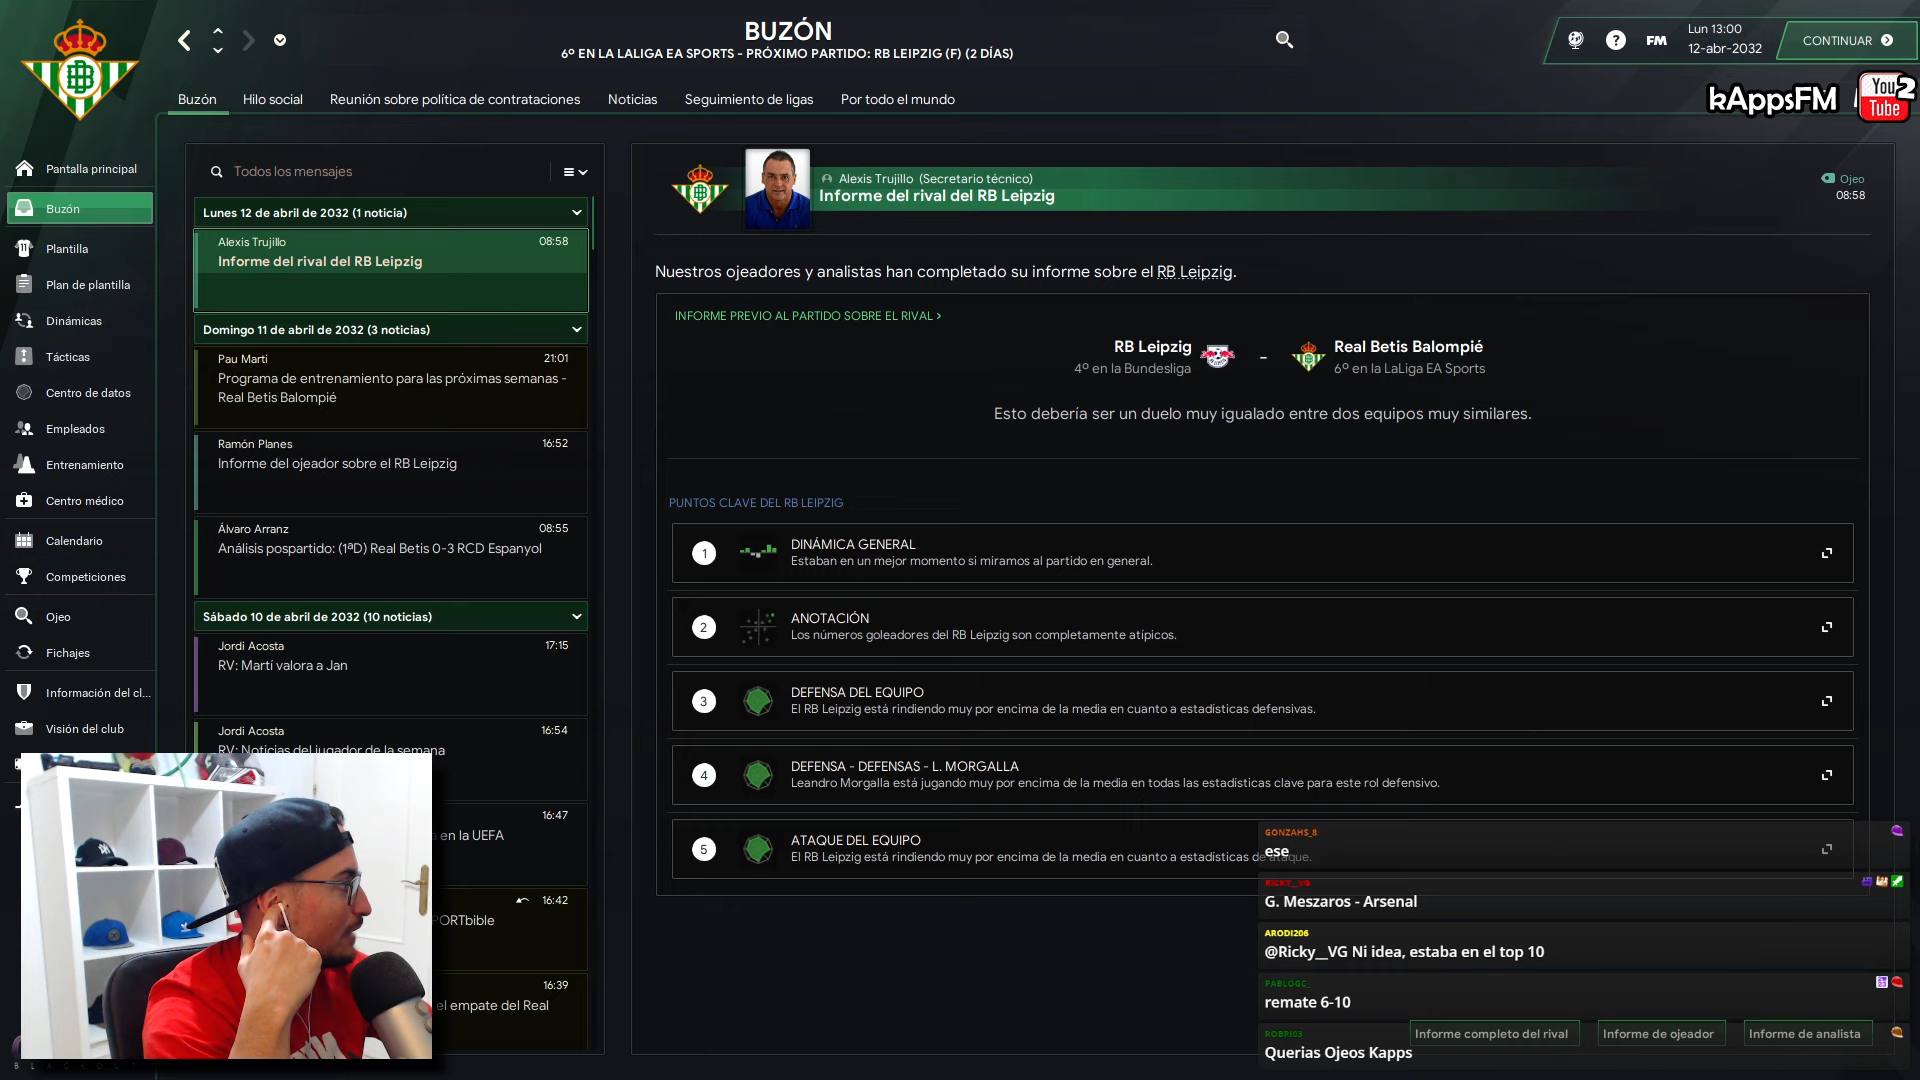 BUZÓN
6º EN LA LALIGA EA SPORTS - PRÓXIMO PARTIDO: RB LEIPZIG (F) (2 DÍAS)
FM
Lun 13:00
12-abr-2032
CONTINUAR
kAppsFM
You2
Tube
Buzón
Hilo social
Reunión sobre política de contrataciones
Noticias
Seguimiento de ligas
Por todo el mundo
Pantalla principal
Buzón
Plantilla
Plan de plantilla
Dinámicas
Tácticas
Centro de datos
Empleados
Entrenamiento
Centro médico
Calendario
Competiciones
Ojeo
Fichajes
Información del cl...
Visión del club
Todos los mensajes
Lunes 12 de abril de 2032 (1 noticia)
Alexis Trujillo 08:58
Informe del rival del RB Leipzig
Domingo 11 de abril de 2032 (3 noticias)
Pau Martí 21:01
Programa de entrenamiento para las próximas semanas -
Real Betis Balompié
Ramón Planes 16:52
Informe del ojeador sobre el RB Leipzig
Álvaro Arranz 08:55
Análisis pospartido: (1ªD) Real Betis 0-3 RCD Espanyol
Sábado 10 de abril de 2032 (10 noticias)
Jordi Acosta 17:15
RV: Martí valora a Jan
Jordi Acosta 16:54
RV: Noticias del jugador de la semana
16:47
en la UEFA
16:42
PORTbible
16:39
el empate del Real
Alexis Trujillo (Secretario técnico)
Informe del rival del RB Leipzig
Ojeo
08:58
Nuestros ojeadores y analistas han completado su informe sobre el RB Leipzig.
INFORME PREVIO AL PARTIDO SOBRE EL RIVAL >
RB Leipzig - Real Betis Balompié
4º en la Bundesliga 6º en la LaLiga EA Sports
Esto debería ser un duelo muy igualado entre dos equipos muy similares.
PUNTOS CLAVE DEL RB LEIPZIG
1 DINÁMICA GENERAL
Estaban en un mejor momento si miramos al partido en general.
2 ANOTACIÓN
Los números goleadores del RB Leipzig son completamente atípicos.
3 DEFENSA DEL EQUIPO
El RB Leipzig está rindiendo muy por encima de la media en cuanto a estadísticas defensivas.
4 DEFENSA - DEFENSAS - L. MORGALLA
Leandro Morgalla está jugando muy por encima de la media en todas las estadísticas clave para este rol defensivo.
5 ATAQUE DEL EQUIPO
El RB Leipzig está rindiendo muy por encima de la media en cuanto a estadísticas de ataque.
GONZAHS_8
ese
RICKY__VG
G. Meszaros - Arsenal
ARODI206
@Ricky__VG Ni idea, estaba en el top 10
PABLOGC_
remate 6-10
ROBRI03
Querias Ojeos Kapps
Informe completo del rival
Informe de ojeador
Informe de analista